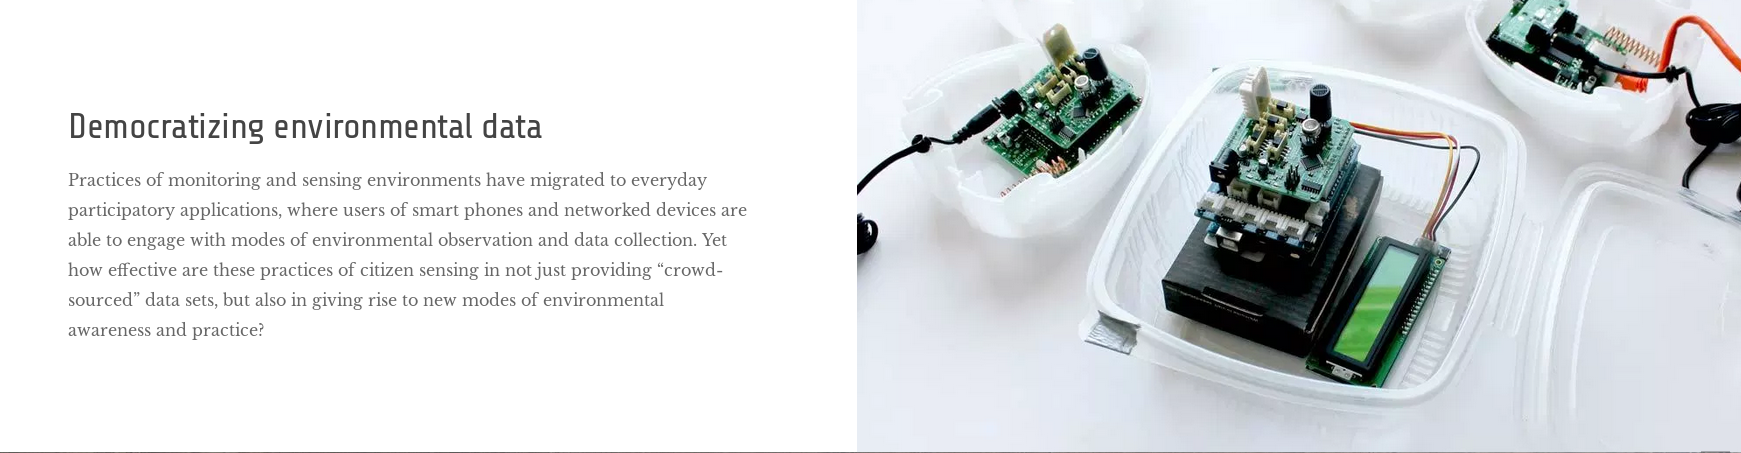 Democratizing environmental data
Practices of monitoring and sensing environments have migrated to everyday
participatory applications, where users of smart phones and networked devices are
able to engage with modes of environmental observation and data collection. Yet
how effective are these practices of citizen sensing in not just providing “crowd-
sourced” data sets, but also in giving rise to new modes of environmental
awareness and practice?